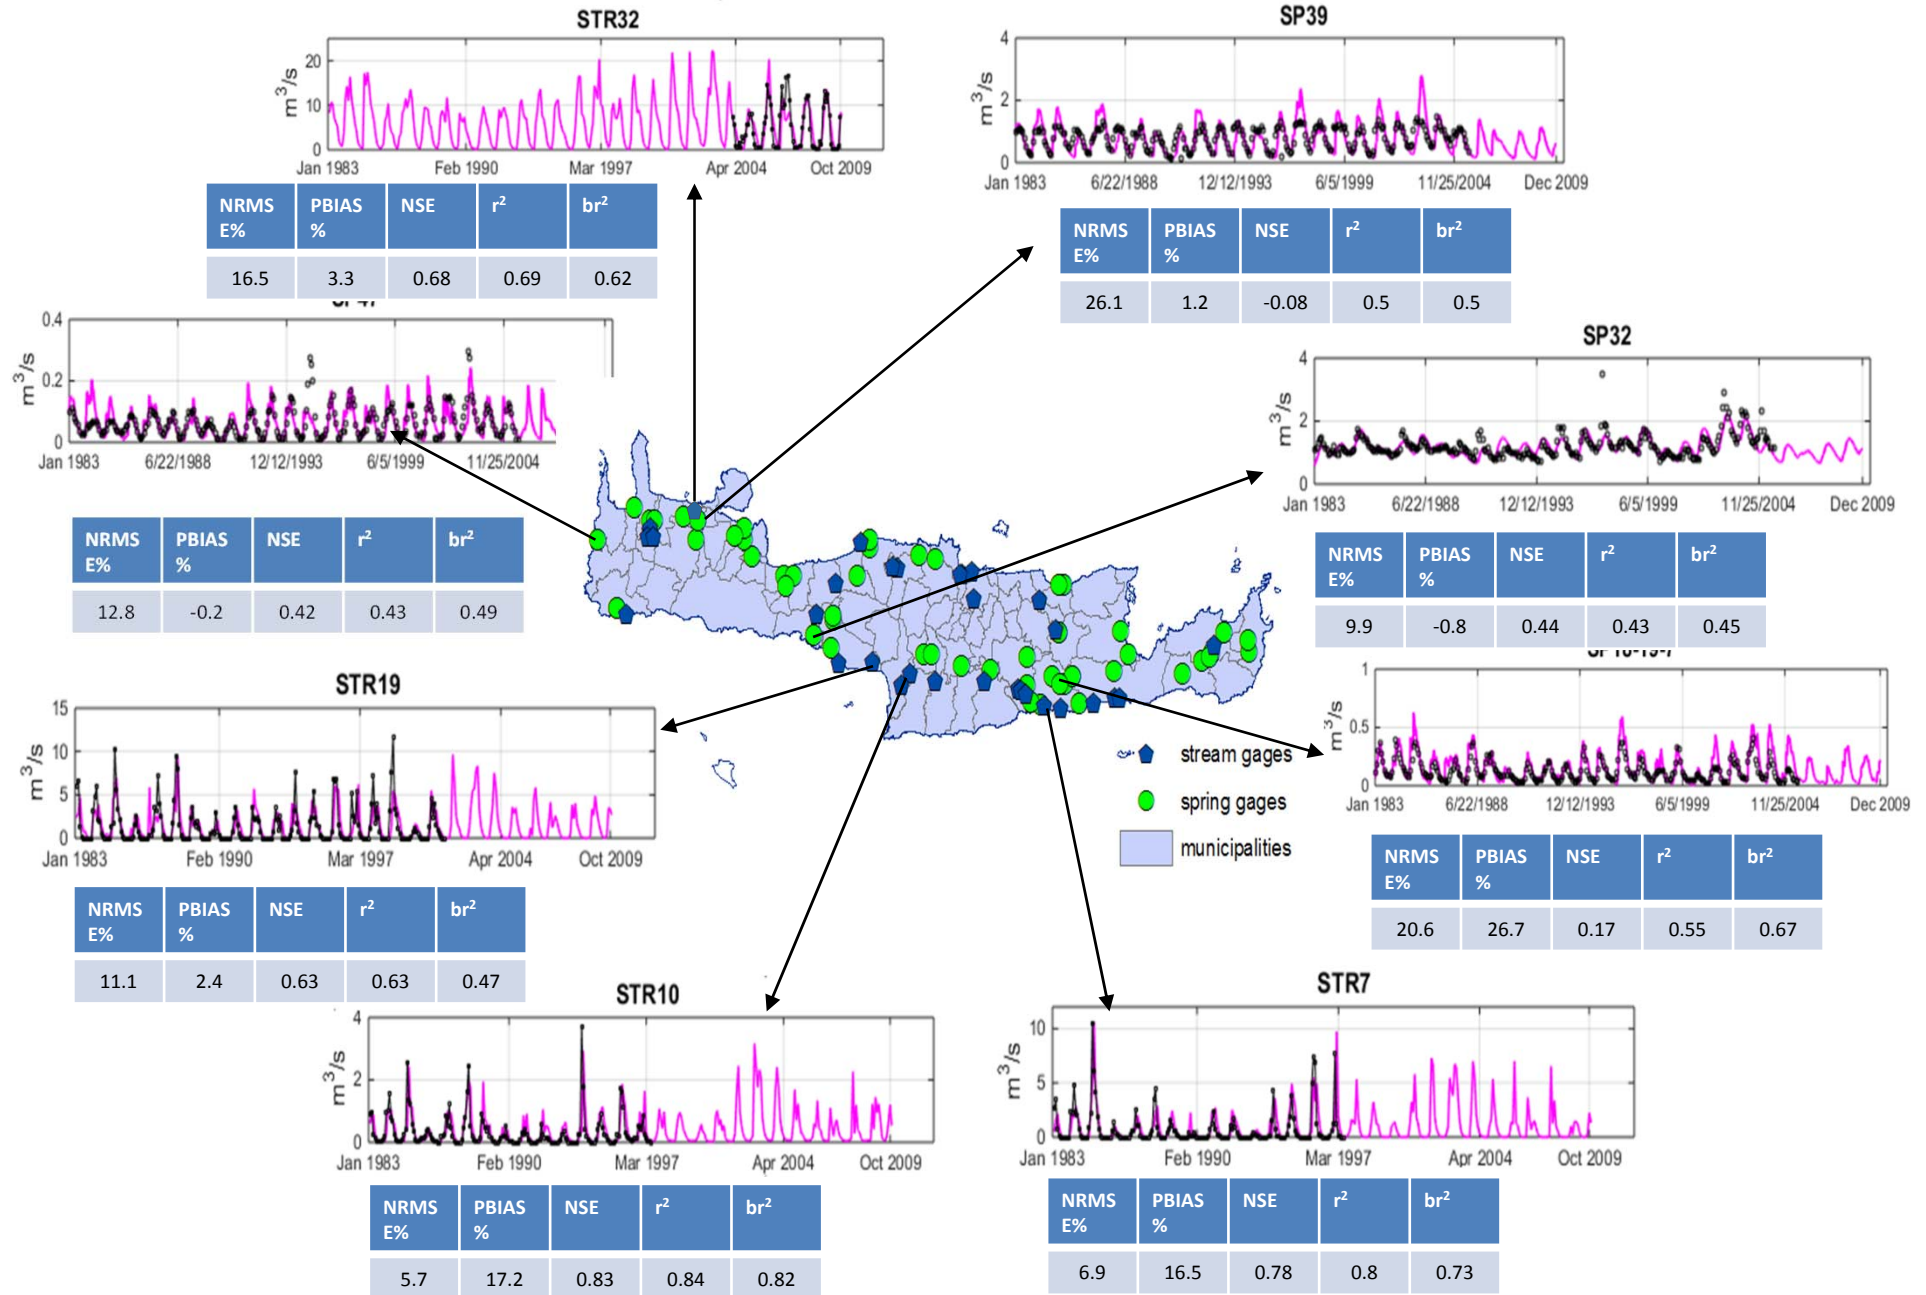 STR32
m³/s
20
10
0
Jan 1983 Feb 1990 Mar 1997 Apr 2004 Oct 2009
NRMS PBIAS NSE r² br²
E% %
16.5 3.3 0.68 0.69 0.62
SP39
m³/s
4
2
0
Jan 1983 6/22/1988 12/12/1993 6/5/1999 11/25/2004 Dec 2009
NRMS PBIAS NSE r² br²
E% %
26.1 1.2 -0.08 0.5 0.5
m³/s
0.4
0.2
0
Jan 1983 6/22/1988 12/12/1993 6/5/1999 11/25/2004
NRMS PBIAS NSE r² br²
E% %
12.8 -0.2 0.42 0.43 0.49
SP32
m³/s
4
2
0
Jan 1983 6/22/1988 12/12/1993 6/5/1999 11/25/2004 Dec 2009
NRMS PBIAS NSE r² br²
E% %
9.9 -0.8 0.44 0.43 0.45
STR19
m³/s
15
10
5
0
Jan 1983 Feb 1990 Mar 1997 Apr 2004 Oct 2009
NRMS PBIAS NSE r² br²
E% %
11.1 2.4 0.63 0.63 0.47
stream gages
spring gages
municipalities
m³/s
1
0.5
0
Jan 1983 6/22/1988 12/12/1993 6/5/1999 11/25/2004 Dec 2009
NRMS PBIAS NSE r² br²
E% %
20.6 26.7 0.17 0.55 0.67
STR10
m³/s
4
2
0
Jan 1983 Feb 1990 Mar 1997 Apr 2004 Oct 2009
NRMS PBIAS NSE r² br²
E% %
5.7 17.2 0.83 0.84 0.82
STR7
m³/s
10
5
0
Jan 1983 Feb 1990 Mar 1997 Apr 2004 Oct 2009
NRMS PBIAS NSE r² br²
E% %
6.9 16.5 0.78 0.8 0.73